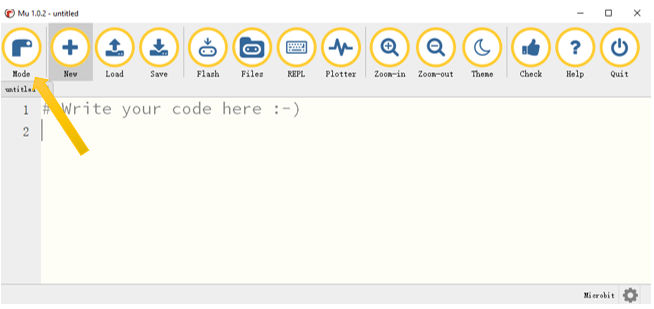 Mu 1.0.2 - untitled
Mode New Load Save Flash Files REPL Plotter Zoom-in Zoom-out Theme Check Help Quit
untitled
1 # Write your code here :-)
2
Microbit